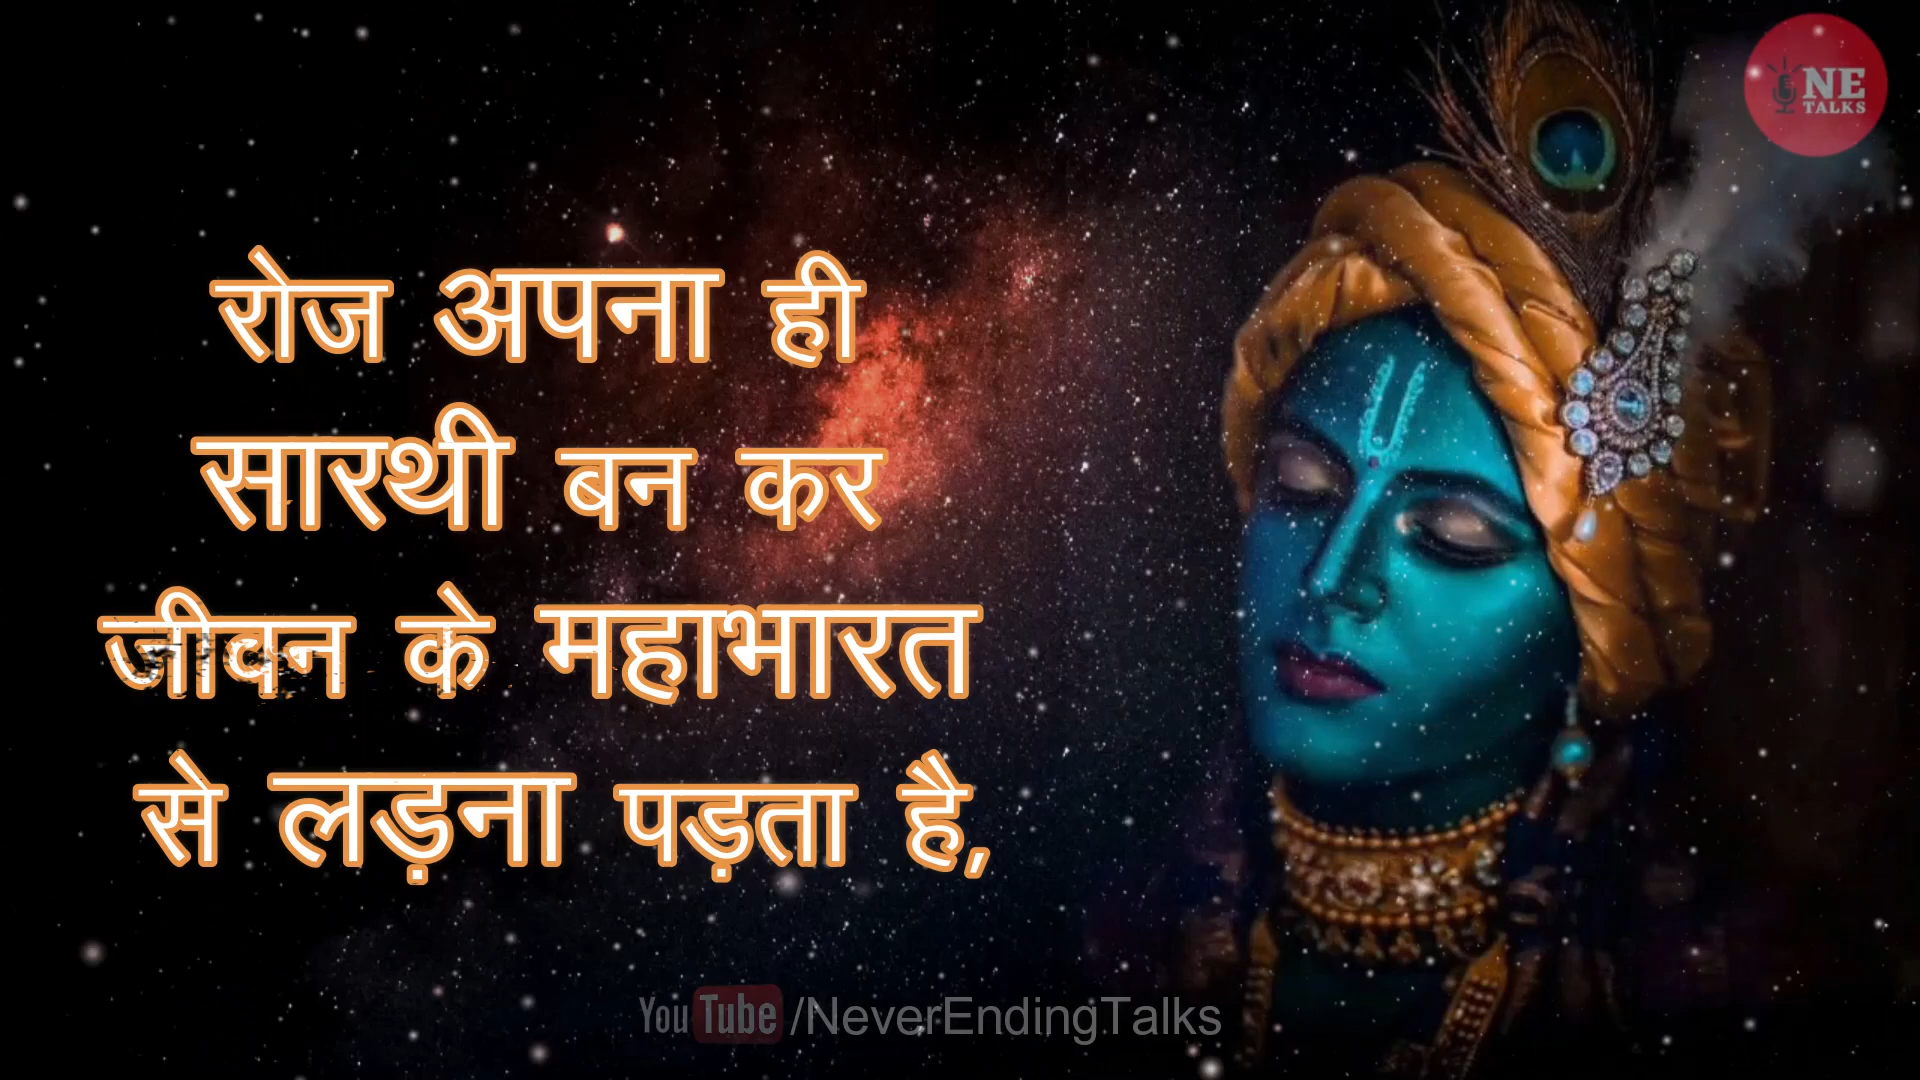 NE
TALKS
रोज अपना ही
सारथी बन कर
जीवन के महाभारत
से लड़ना पड़ता है,
YouTube /NeverEndingTalks